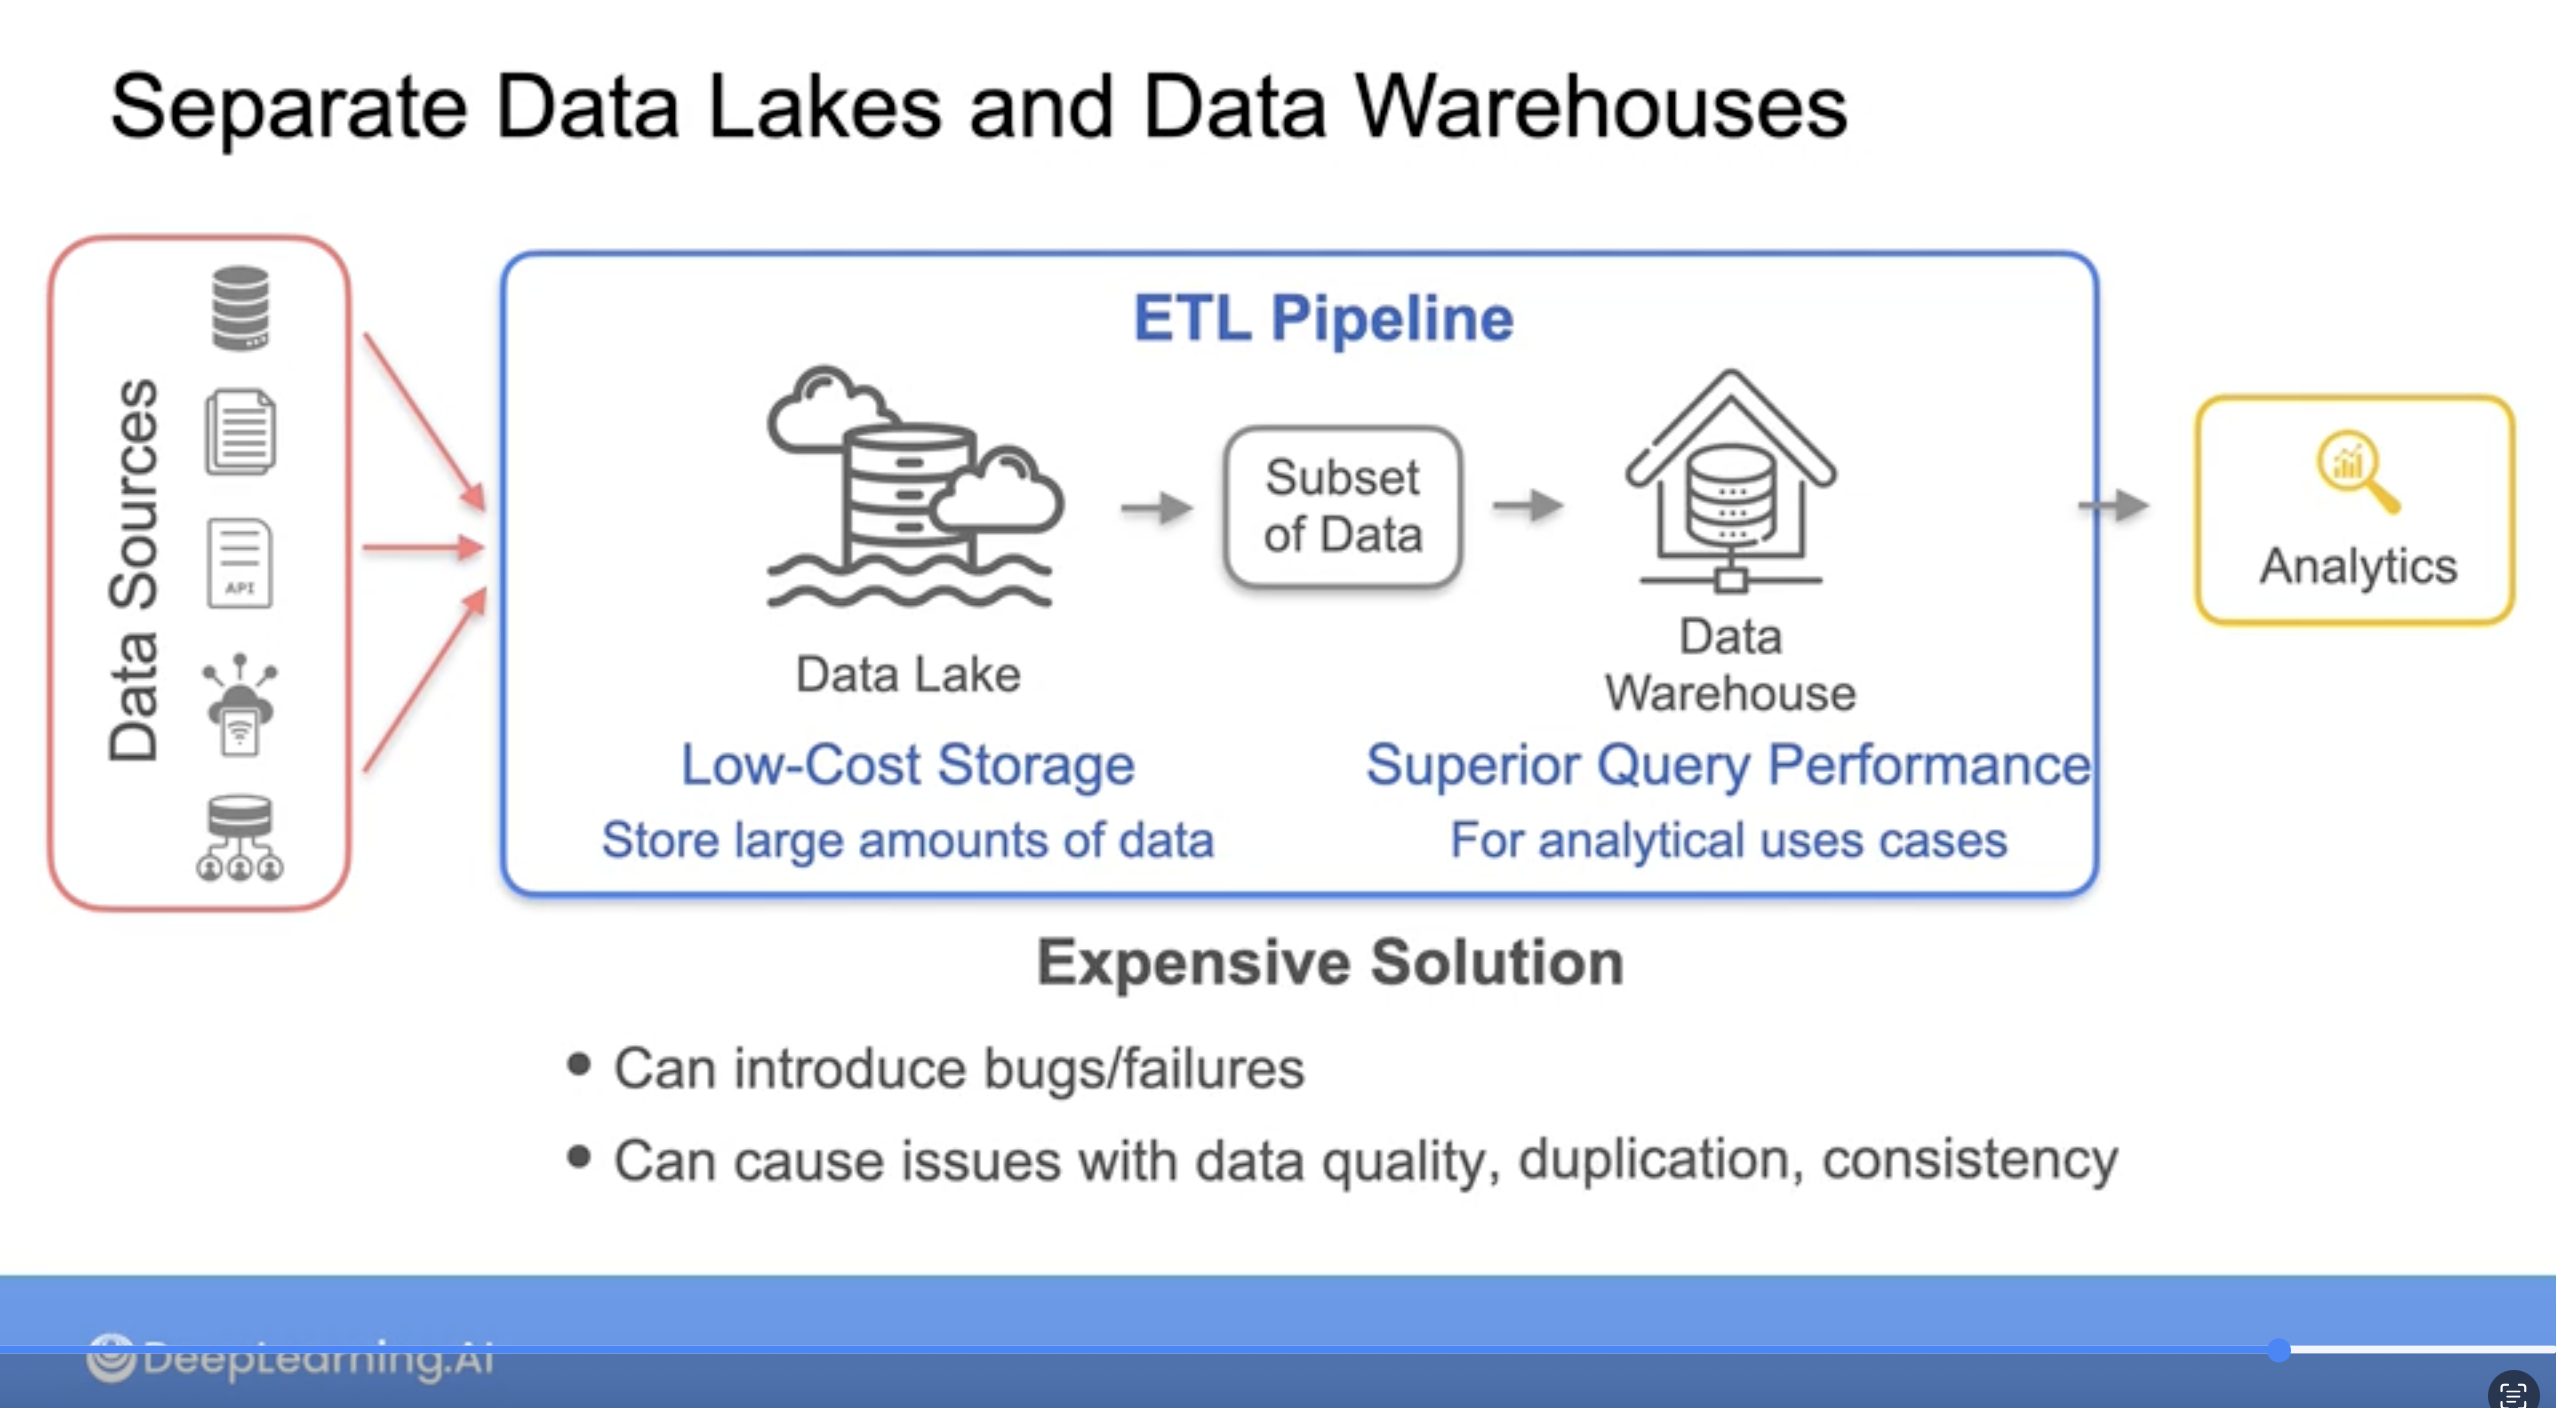 Separate Data Lakes and Data Warehouses
Data Sources
API
ETL Pipeline
Data Lake
Low-Cost Storage
Store large amounts of data
Subset
of Data
Data
Warehouse
Superior Query Performance
For analytical uses cases
Analytics
Expensive Solution
• Can introduce bugs/failures
• Can cause issues with data quality, duplication, consistency
DeepLearning.AI